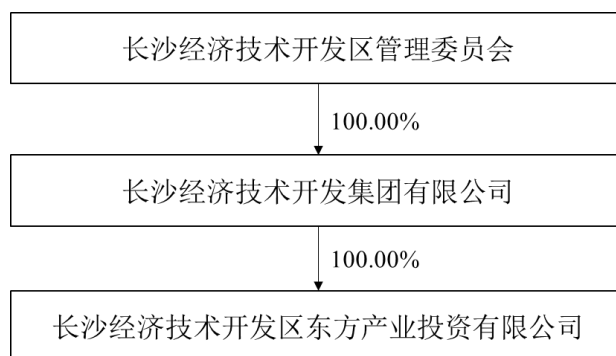 长沙经济技术开发区管理委员会
100.00%
长沙经济技术开发集团有限公司
100.00%
长沙经济技术开发区东方产业投资有限公司